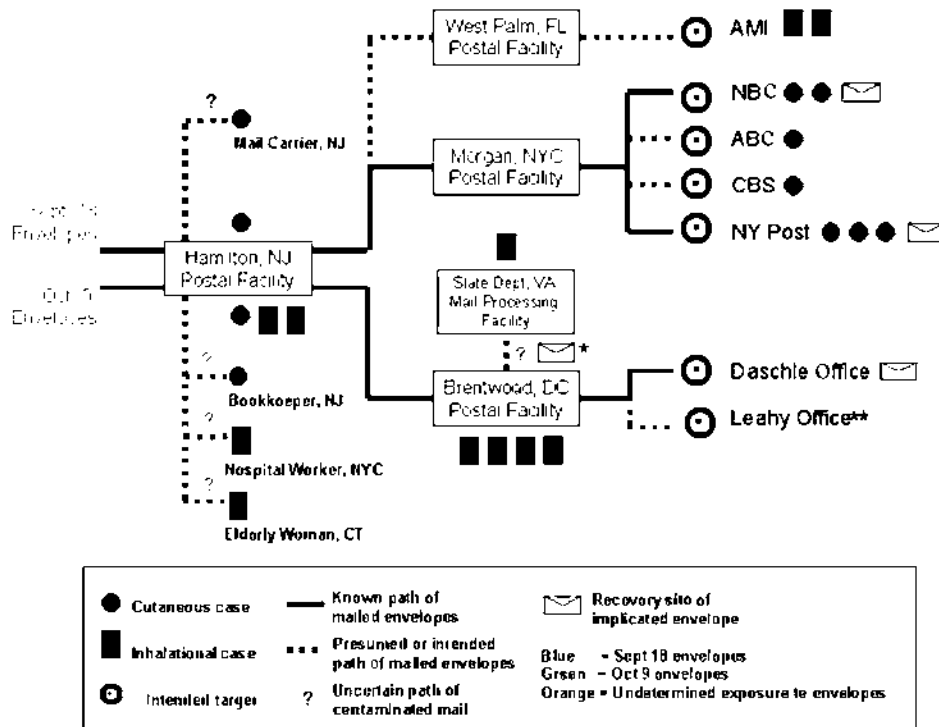 West Palm, FL
Postal Facility
AMI
NBC
?
Mail Carrier, NJ
Morgan, NYC
Postal Facility
ABC
CBS
Envelopes
NY Post
Hamilton, NJ
Postal Facility
State Dept, VA
Mail Processing
Facility
Envelopes
? *
?
Bookkeeper, NJ
Brentwood, DC
Postal Facility
Daschle Office
?
Leahy Office**
Hospital Worker, NYC
?
Elderly Woman, CT
Cutaneous case
Known path of
mailed envelopes
Recovery site of
implicated envelope
Inhalational case
Presumed or intended
path of mailed envelopes
Blue = Sept 18 envelopes
Green = Oct 9 envelopes
Orange = Undetermined exposure to envelopes
Intended target
? Uncertain path of
contaminated mail